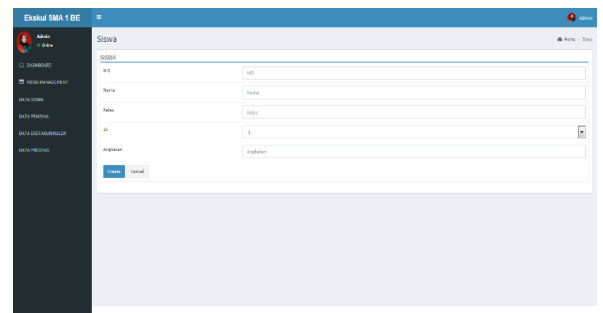 Ekskul SMA 1 BE
Admin
Admin
Online
Siswa
Home > Siswa
DASHBOARD
MENU MANAGEMENT
DATA SISWA
DATA PEMBINA
DATA EKSTAKURIKULER
DATA PRESTASI
SISWA
NIS
NIS
Nama
Nama
Kelas
Kelas
JK
L
Angkatan
Angkatan
Create
Cancel